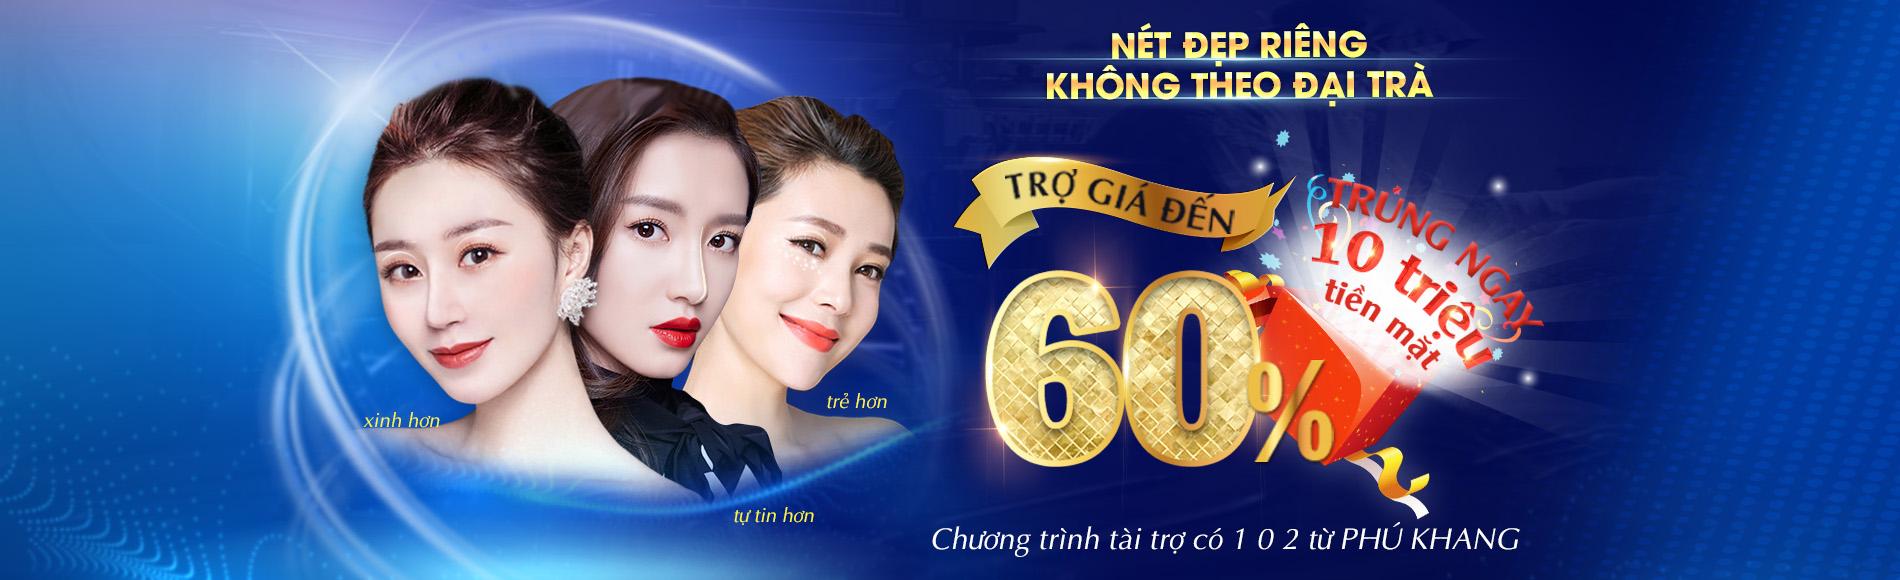 NÉT ĐẸP RIÊNG
KHÔNG THEO ĐẠI TRÀ
TRỢ GIÁ ĐẾN
60%
TRÚNG NGAY
10 triệu
tiền mặt
xinh hơn
trẻ hơn
tự tin hơn
Chương trình tài trợ có 1 0 2 từ PHÚ KHANG